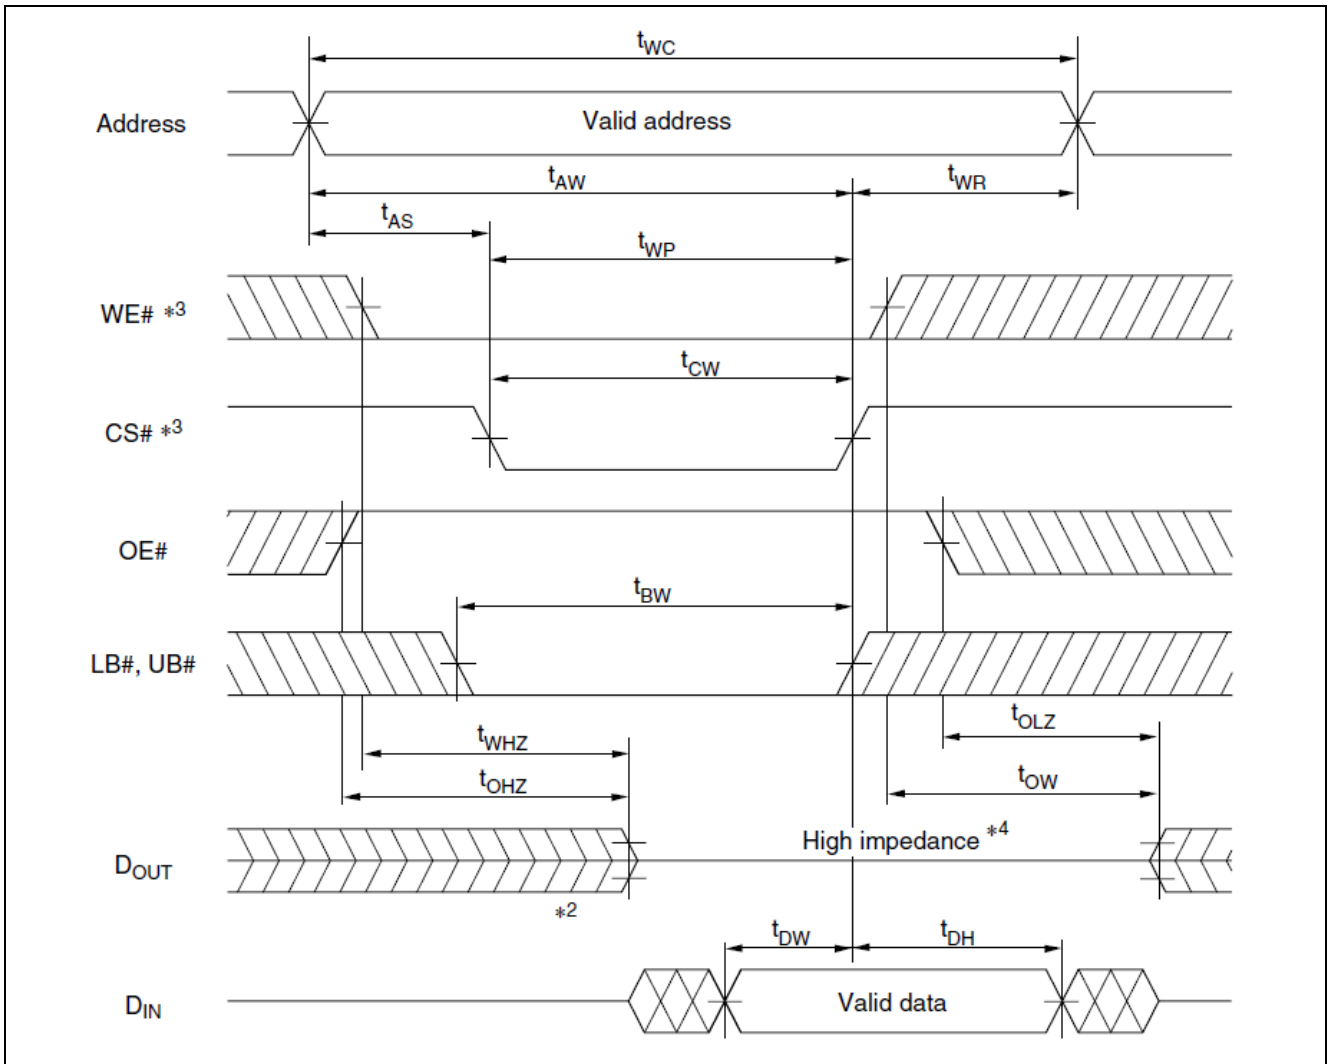 tWC
Address
Valid address
tAW
tWR
tAS
tWP
WE# *3
tCW
CS# *3
OE#
tBW
LB#, UB#
tOLZ
tWHZ
tOW
tOHZ
High impedance *4
DOUT
*2
tDW
tDH
DIN
Valid data